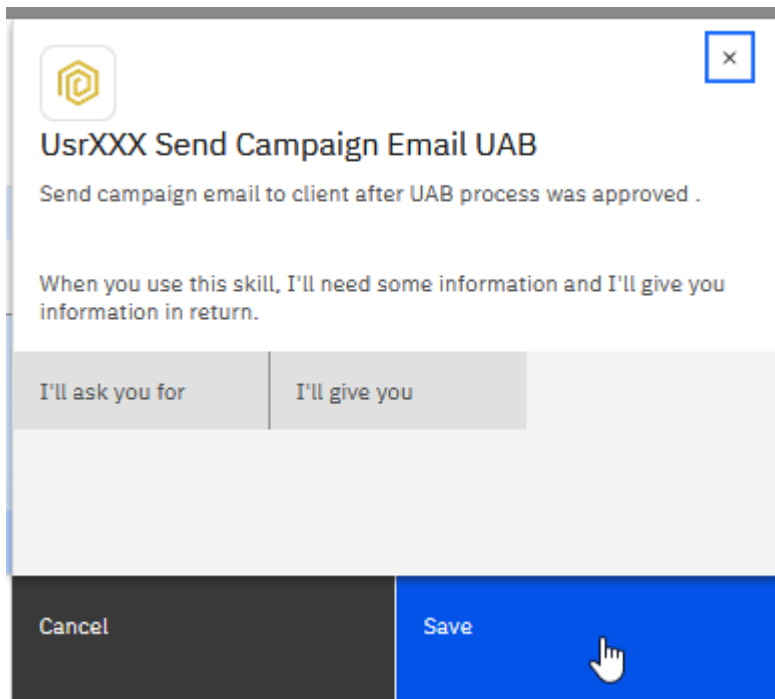 ×
UsrXXX Send Campaign Email UAB
Send campaign email to client after UAB process was approved .
When you use this skill, I'll need some information and I'll give you
information in return.
I'll ask you for
I'll give you
Cancel
Save